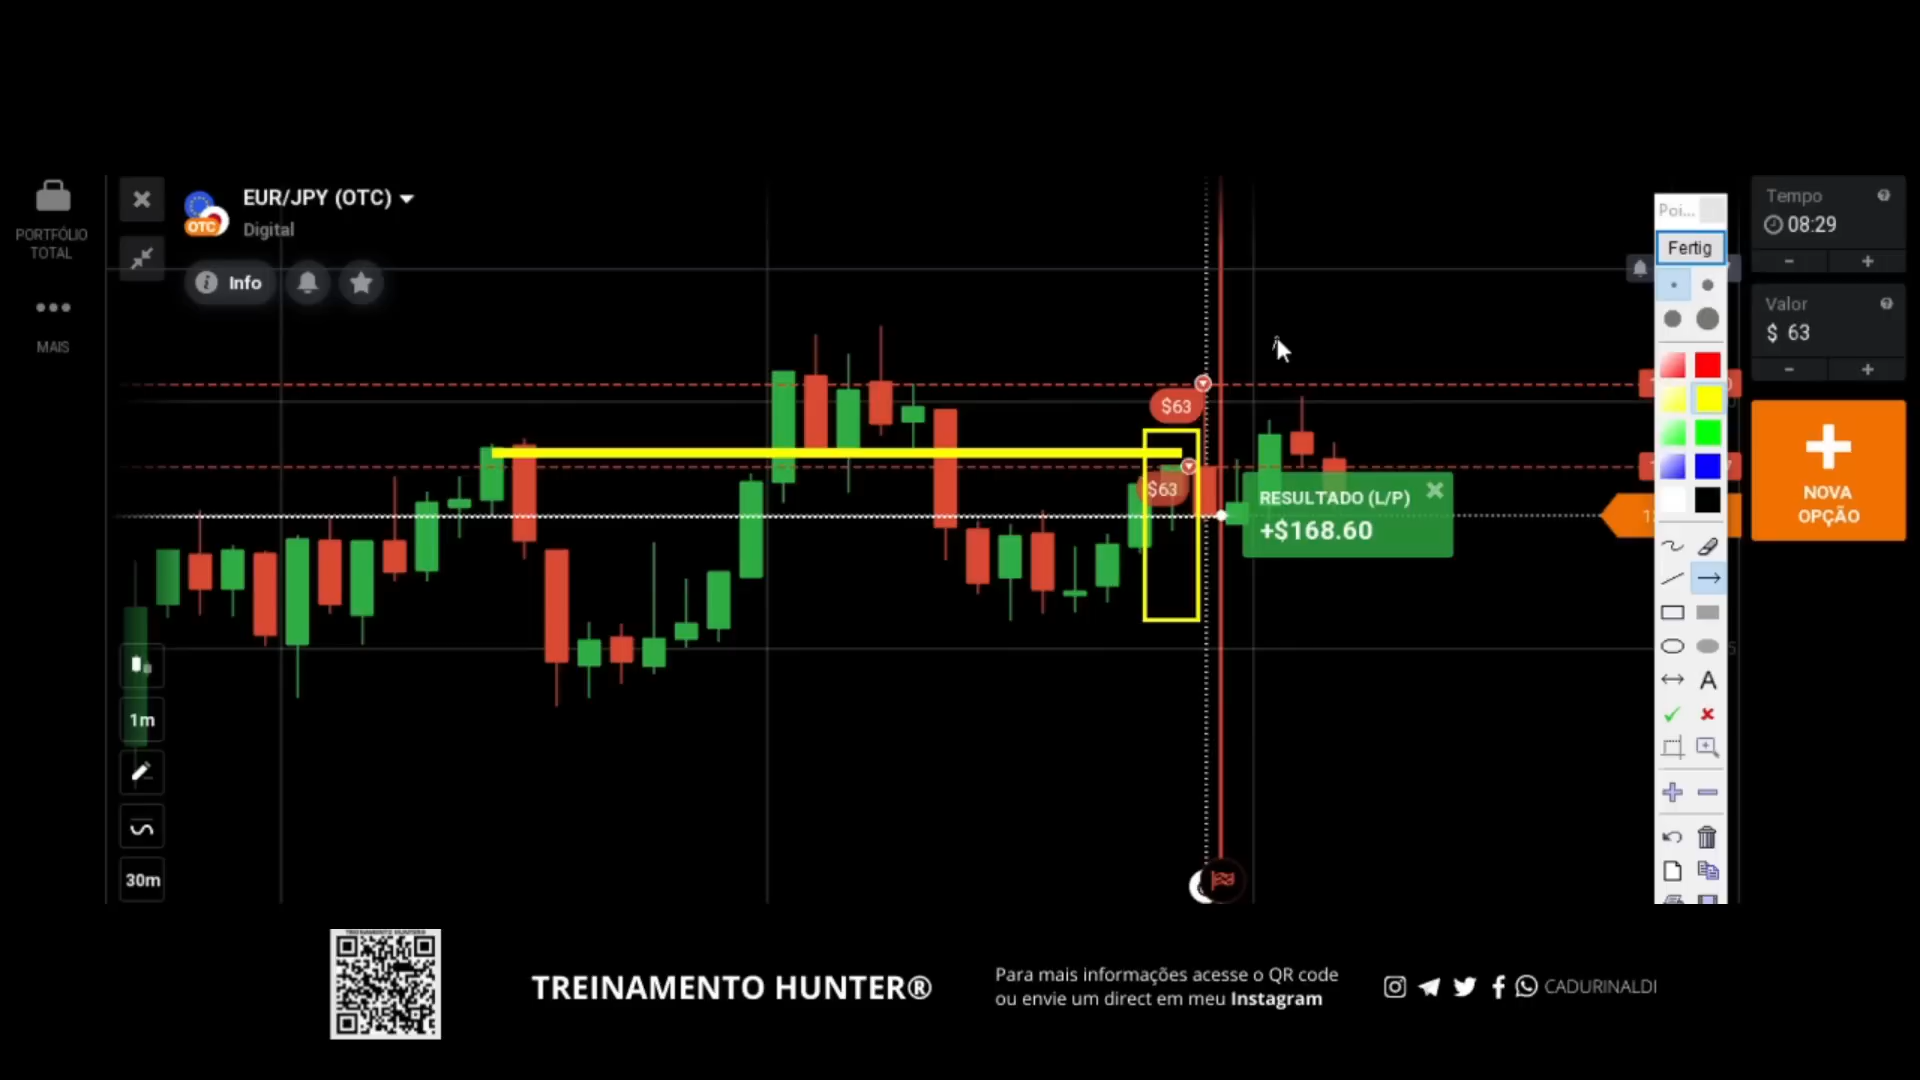 PORTFÓLIO
TOTAL
MAIS
EUR/JPY (OTC)
OTC
Digital
Info
Poi...
Fertig
Tempo
08:29
Valor
$ 63
NOVA
OPÇÃO
$63
$63
RESULTADO (L/P)
+$168.60
A
1m
30m
TREINAMENTO HUNTER®
Para mais informações acesse o QR code
ou envie um direct em meu Instagram
CADURINALDI